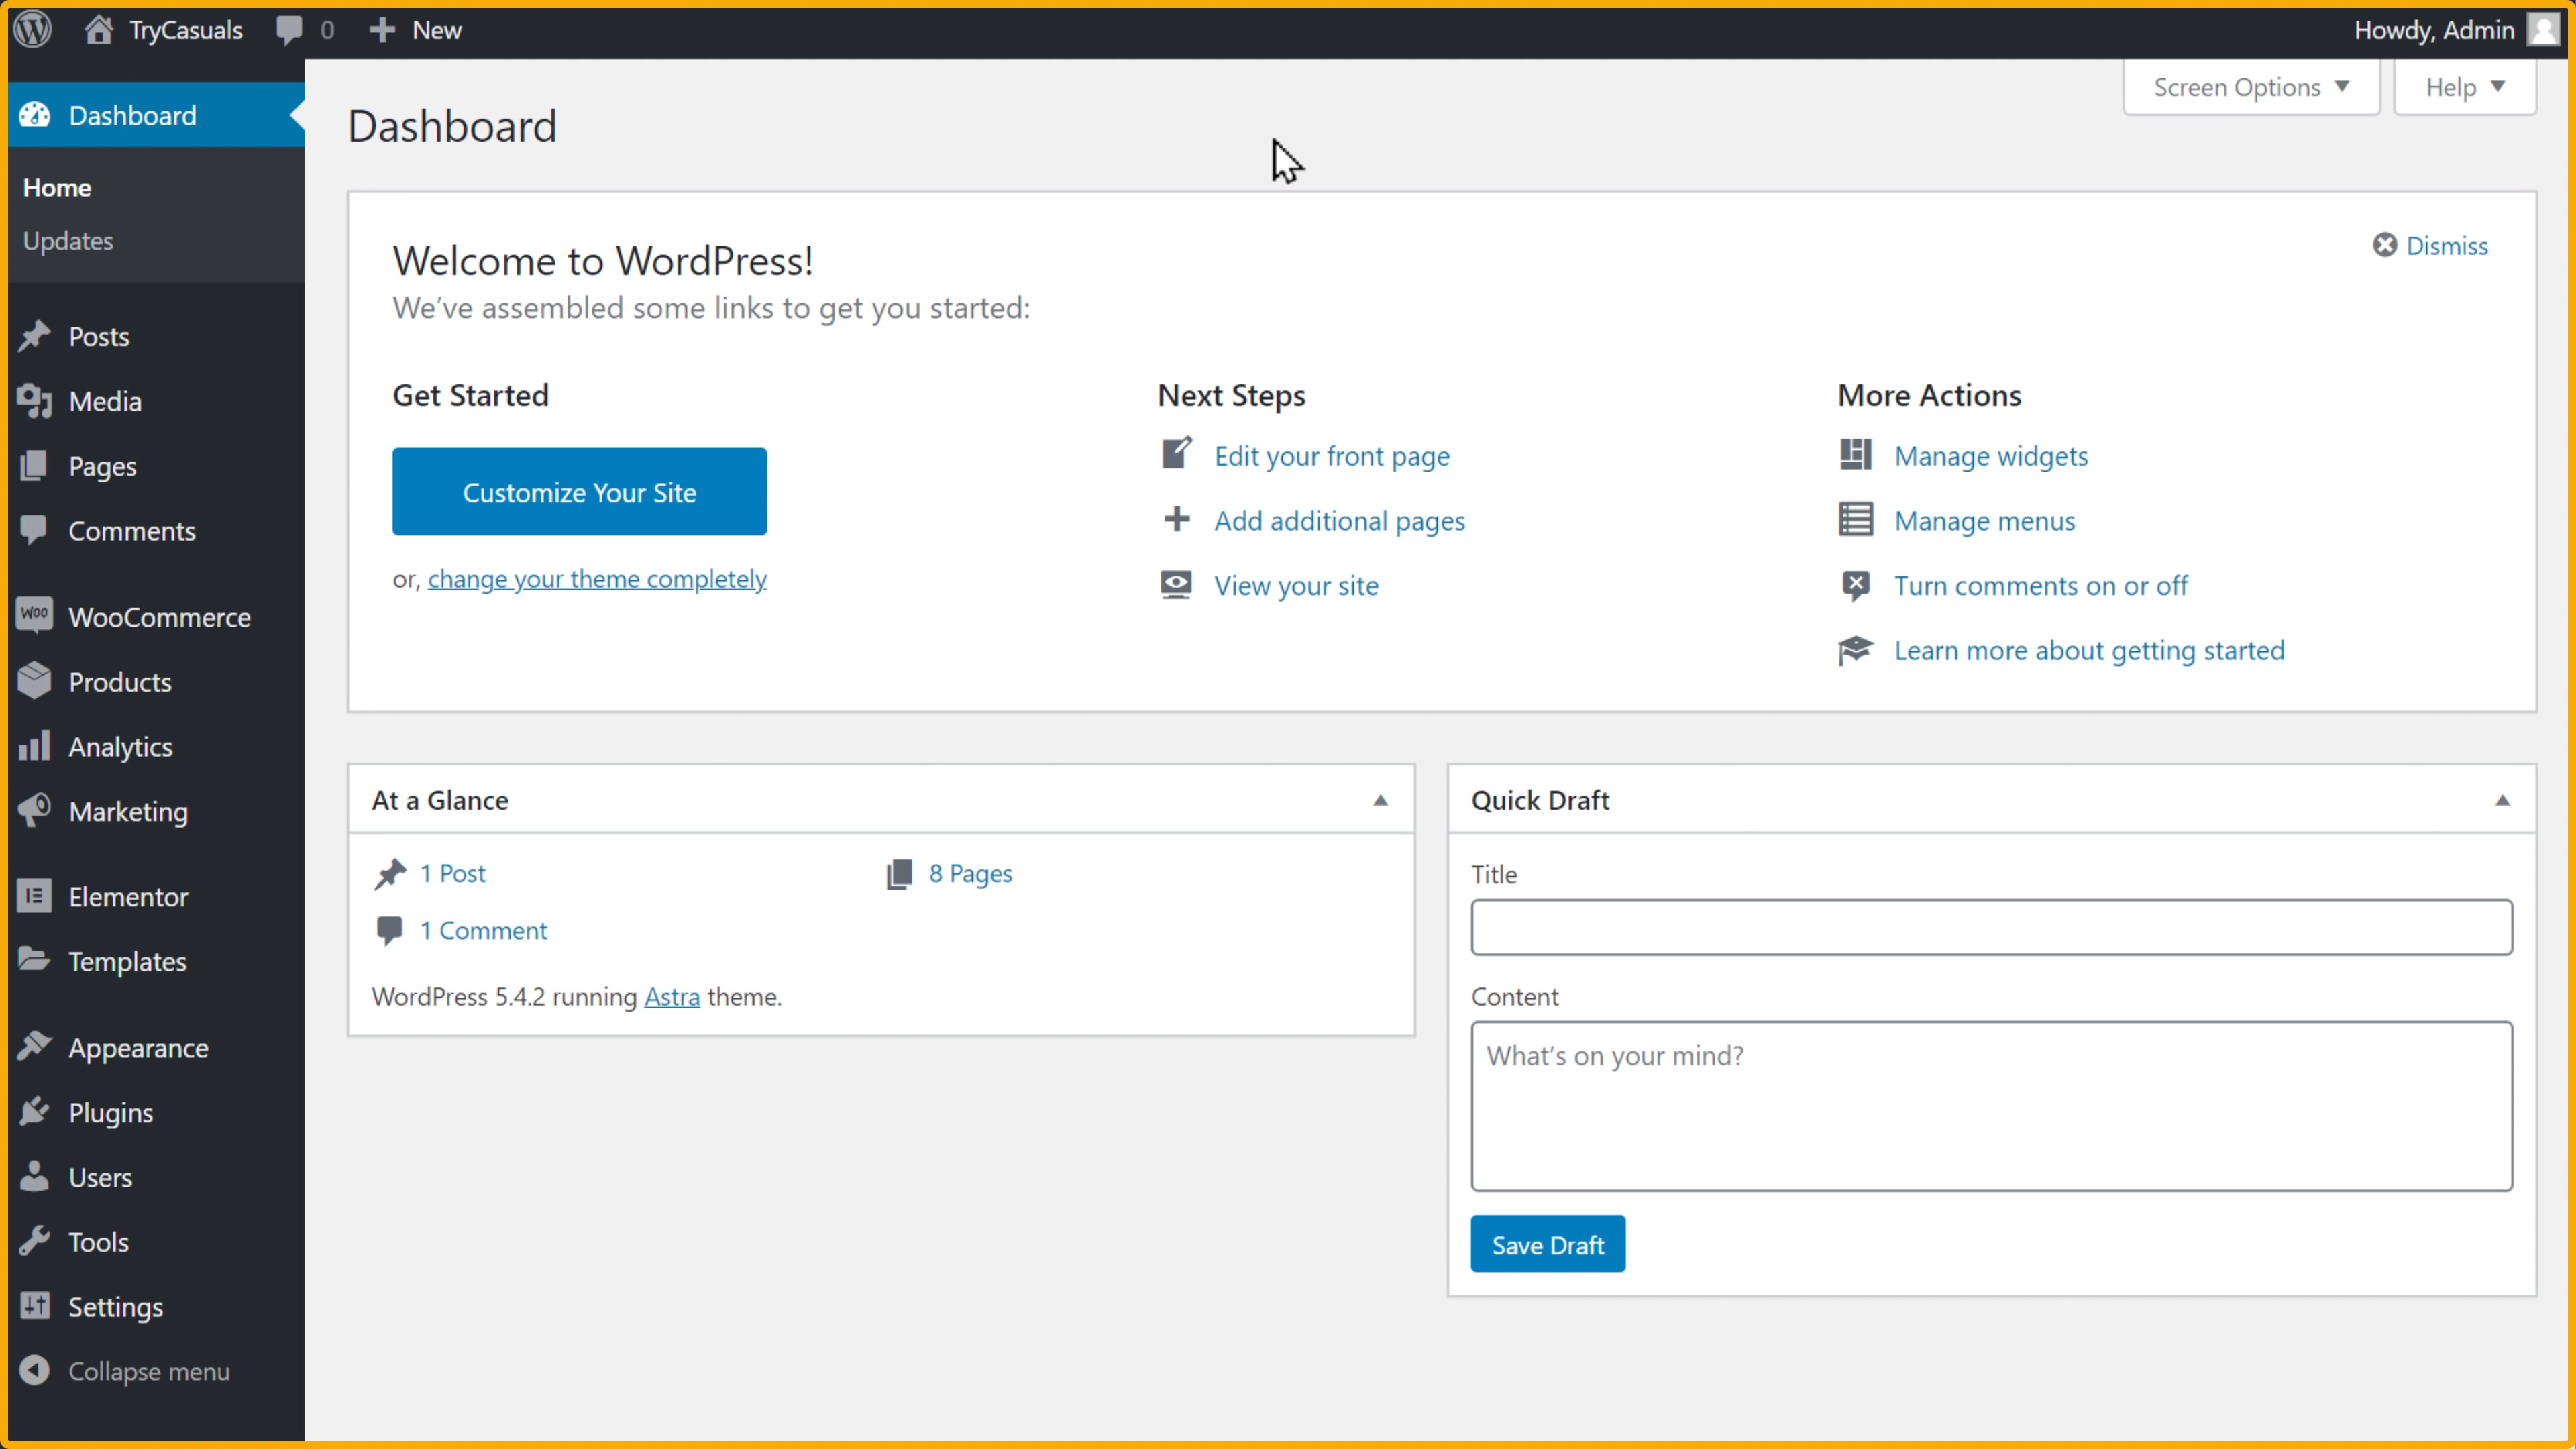 TryCasuals
0
New
Howdy, Admin
Dashboard
Home
Updates
Posts
Media
Pages
Comments
Woo
WooCommerce
Products
Analytics
Marketing
Elementor
Templates
Appearance
Plugins
Users
Tools
Settings
Collapse menu
Screen Options
Help
Dashboard
Welcome to WordPress!
Dismiss
We've assembled some links to get you started:
Get Started
Customize Your Site
or, change your theme completely
Next Steps
Edit your front page
Add additional pages
View your site
More Actions
Manage widgets
Manage menus
Turn comments on or off
Learn more about getting started
At a Glance
1 Post
8 Pages
1 Comment
WordPress 5.4.2 running Astra theme.
Quick Draft
Title
Content
What's on your mind?
Save Draft